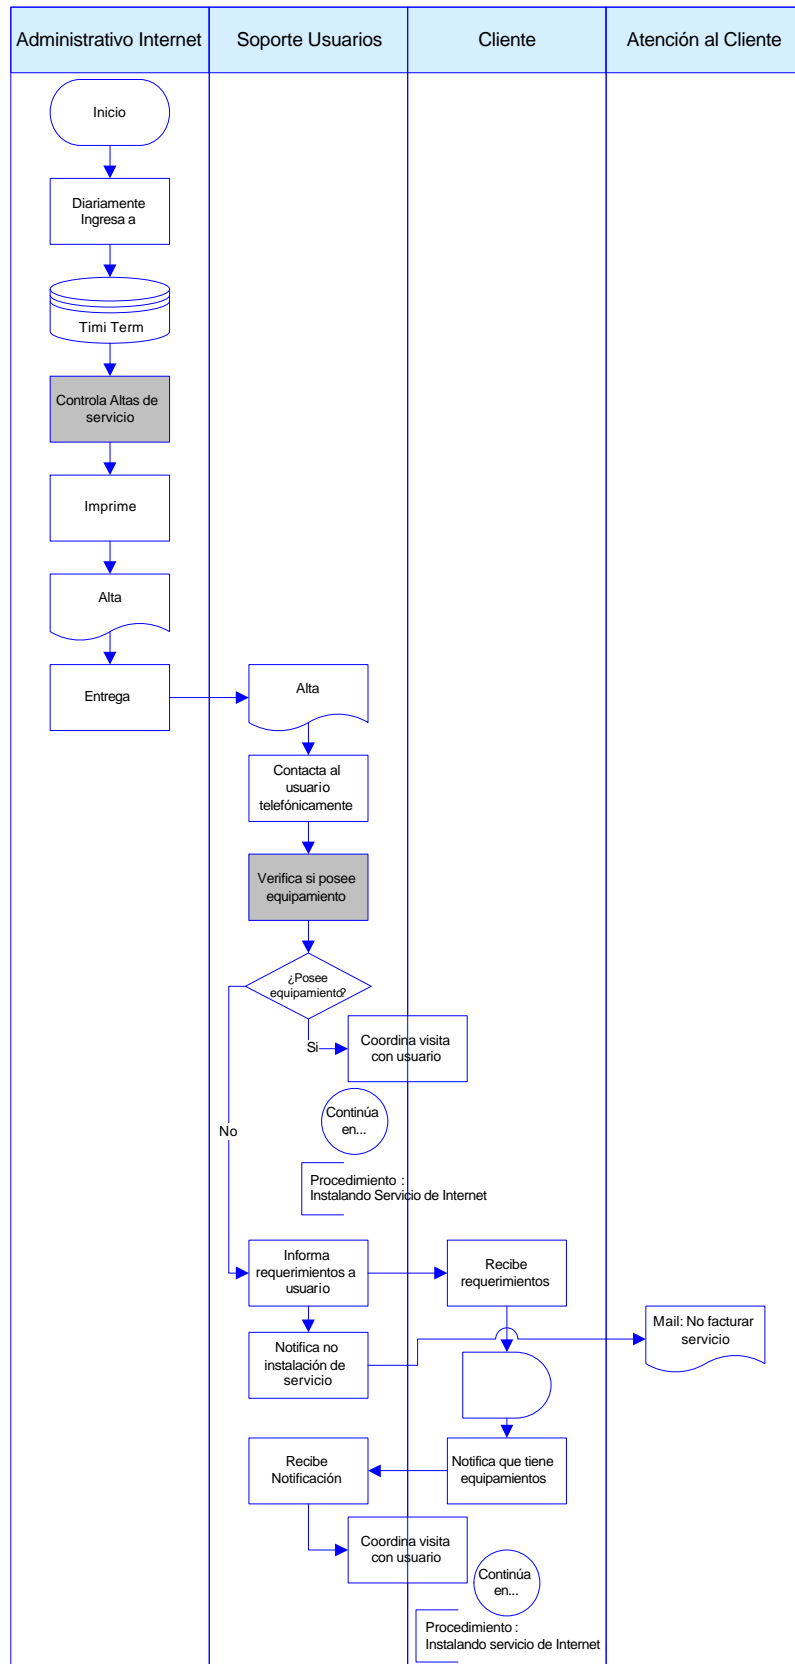 Administrativo Internet
Soporte Usuarios
Cliente
Atención al Cliente
Inicio
Diariamente
Ingresa a
Timi Term
Controla Altas de
servicio
Imprime
Alta
Entrega
Alta
Contacta al
usuario
telefónicamente
Verifica si posee
equipamiento
¿Posee
equipamiento?
Si
Coordina visita
con usuario
Continúa
en...
No
Procedimiento :
Instalando Servicio de Internet
Informa
requerimientos a
usuario
Recibe
requerimientos
Mail: No facturar
servicio
Notifica no
instalación de
servicio
Recibe
Notificación
Notifica que tiene
equipamientos
Coordina visita
con usuario
Continúa
en...
Procedimiento :
Instalando servicio de Internet